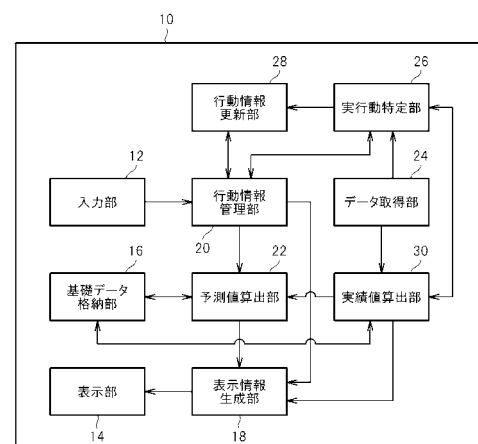 10
28
26
行動情報
更新部
実行動特定部
12
24
入力部
行動情報
管理部
データ取得部
20
16
22
30
基礎データ
格納部
予測値算出部
実績値算出部
表示部
表示情報
生成部
14
18